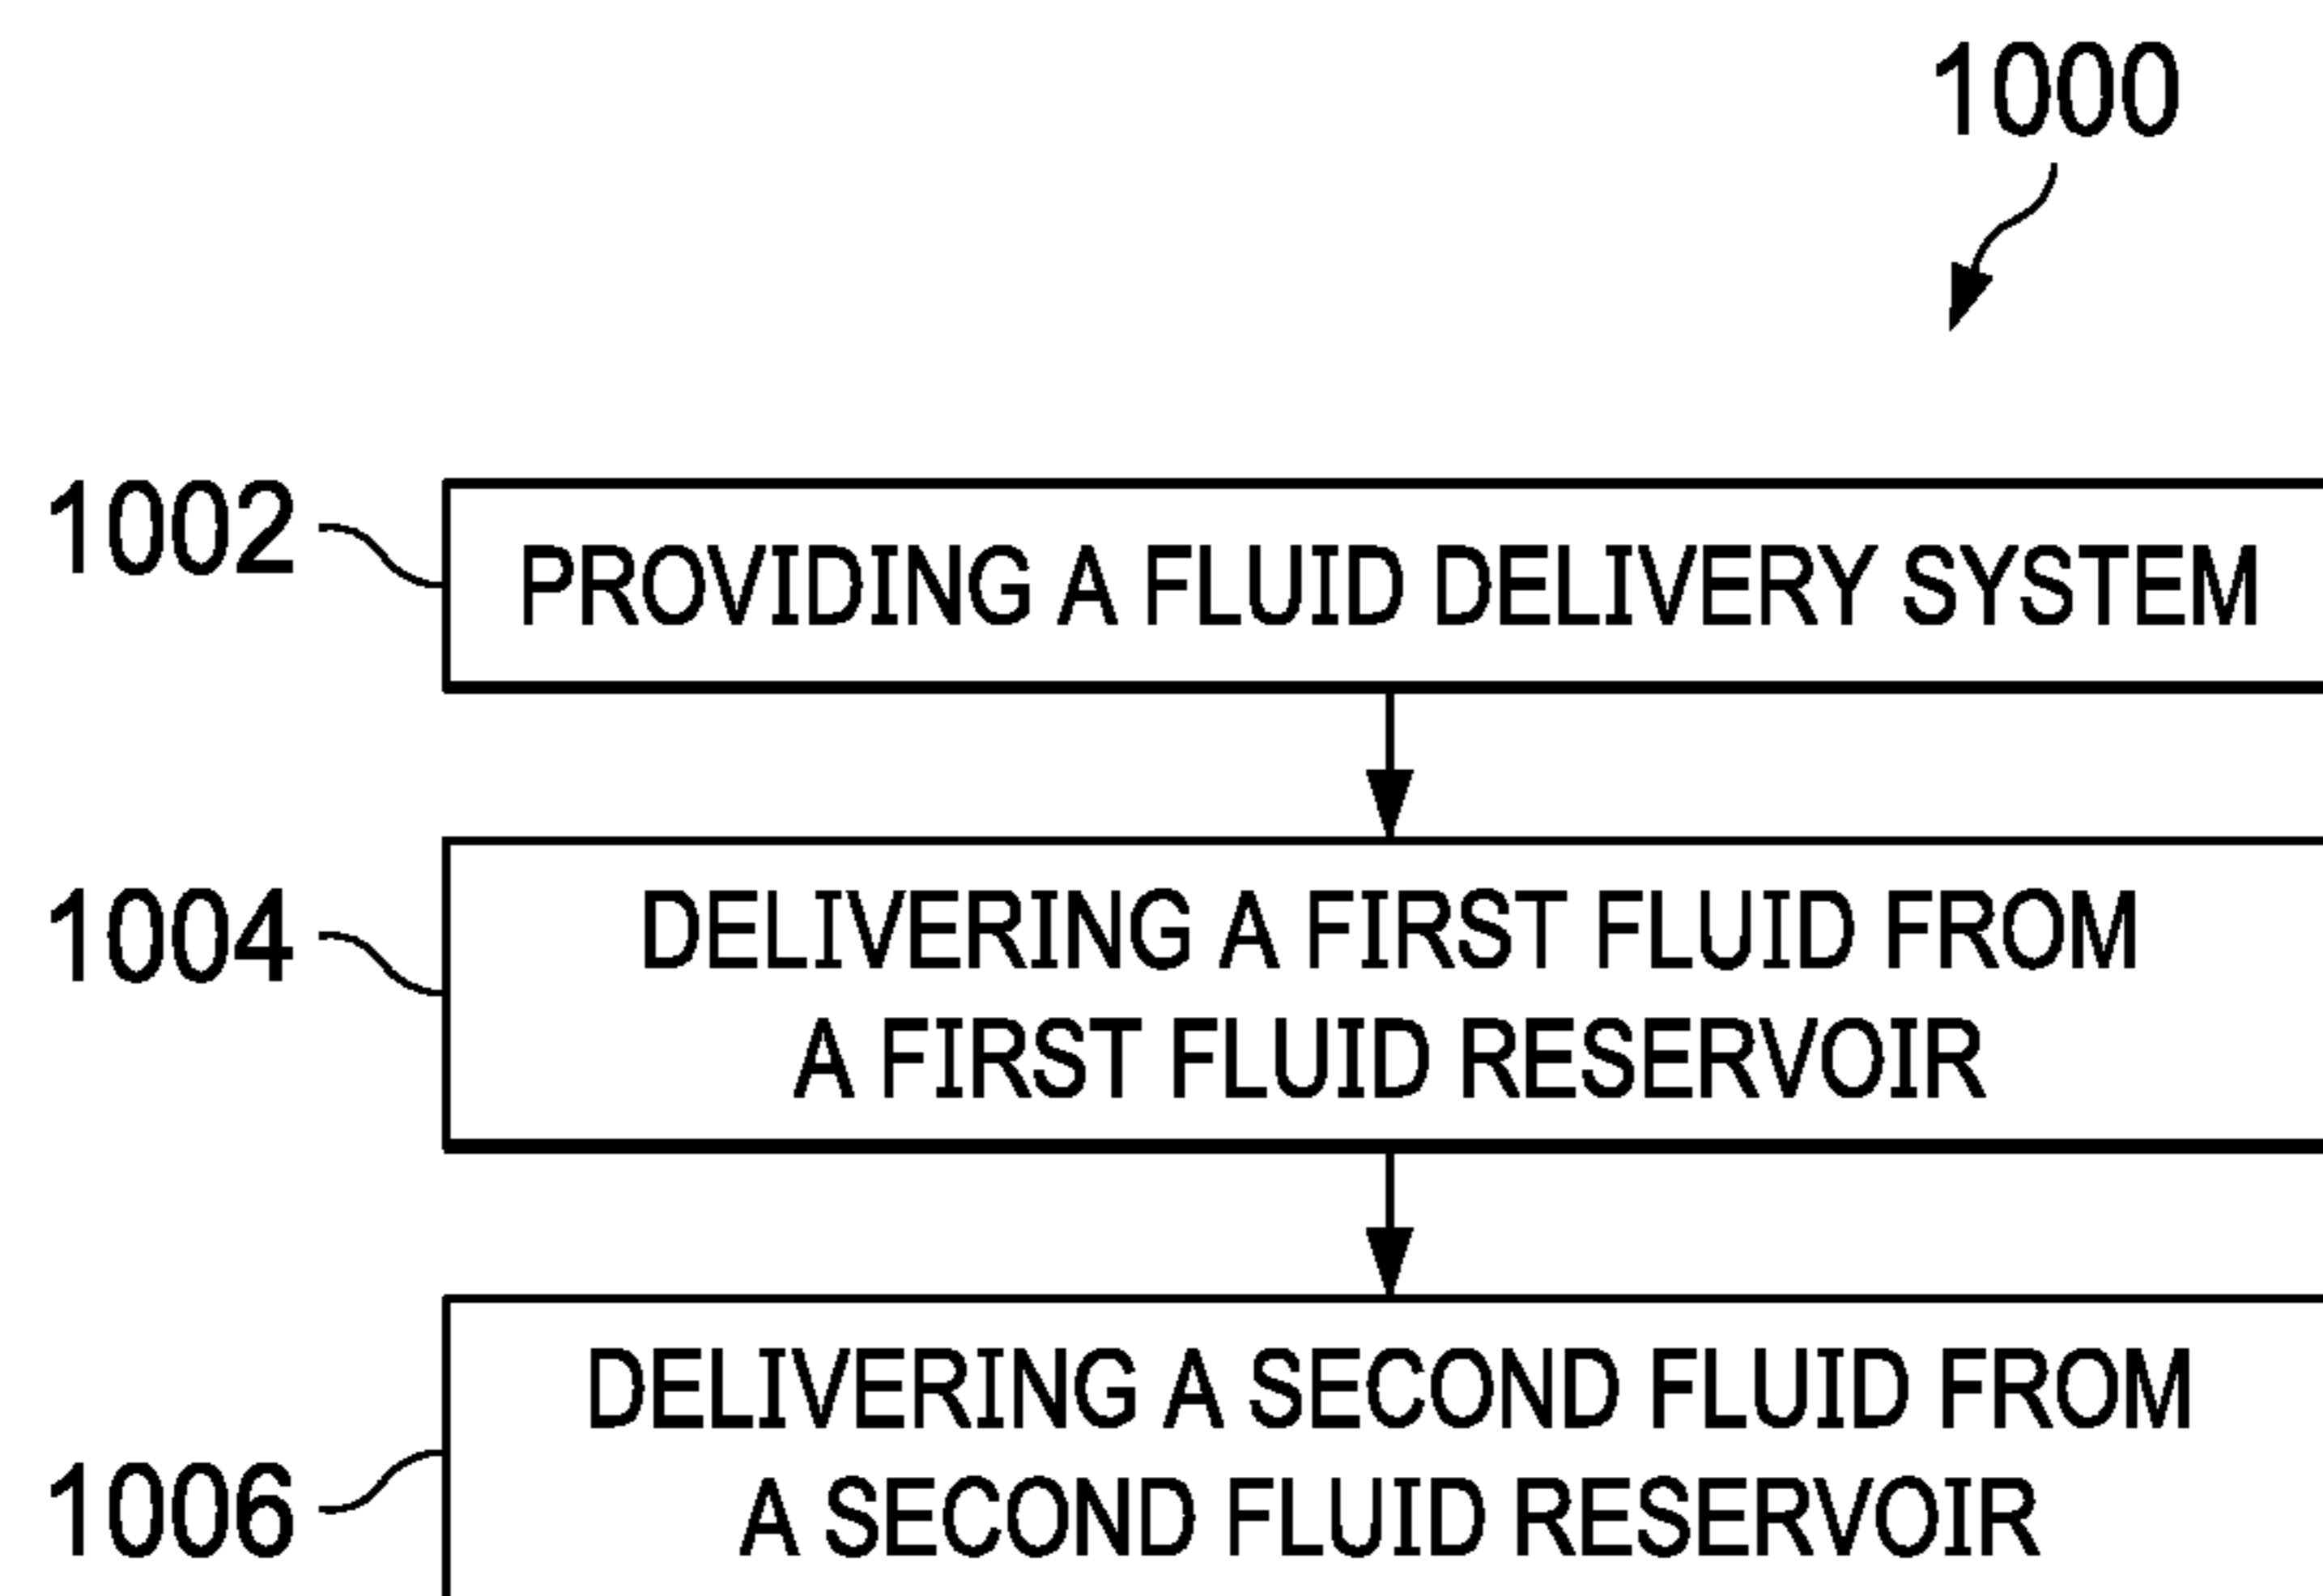 1000
1002
PROVIDING A FLUID DELIVERY SYSTEM
1004
DELIVERING A FIRST FLUID FROM
A FIRST FLUID RESERVOIR
1006
DELIVERING A SECOND FLUID FROM
A SECOND FLUID RESERVOIR